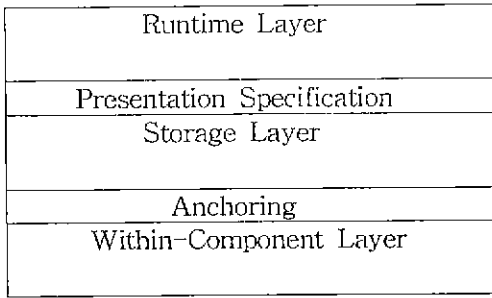 Runtime Layer
Presentation Specification
Storage Layer
Anchoring
Within-Component Layer